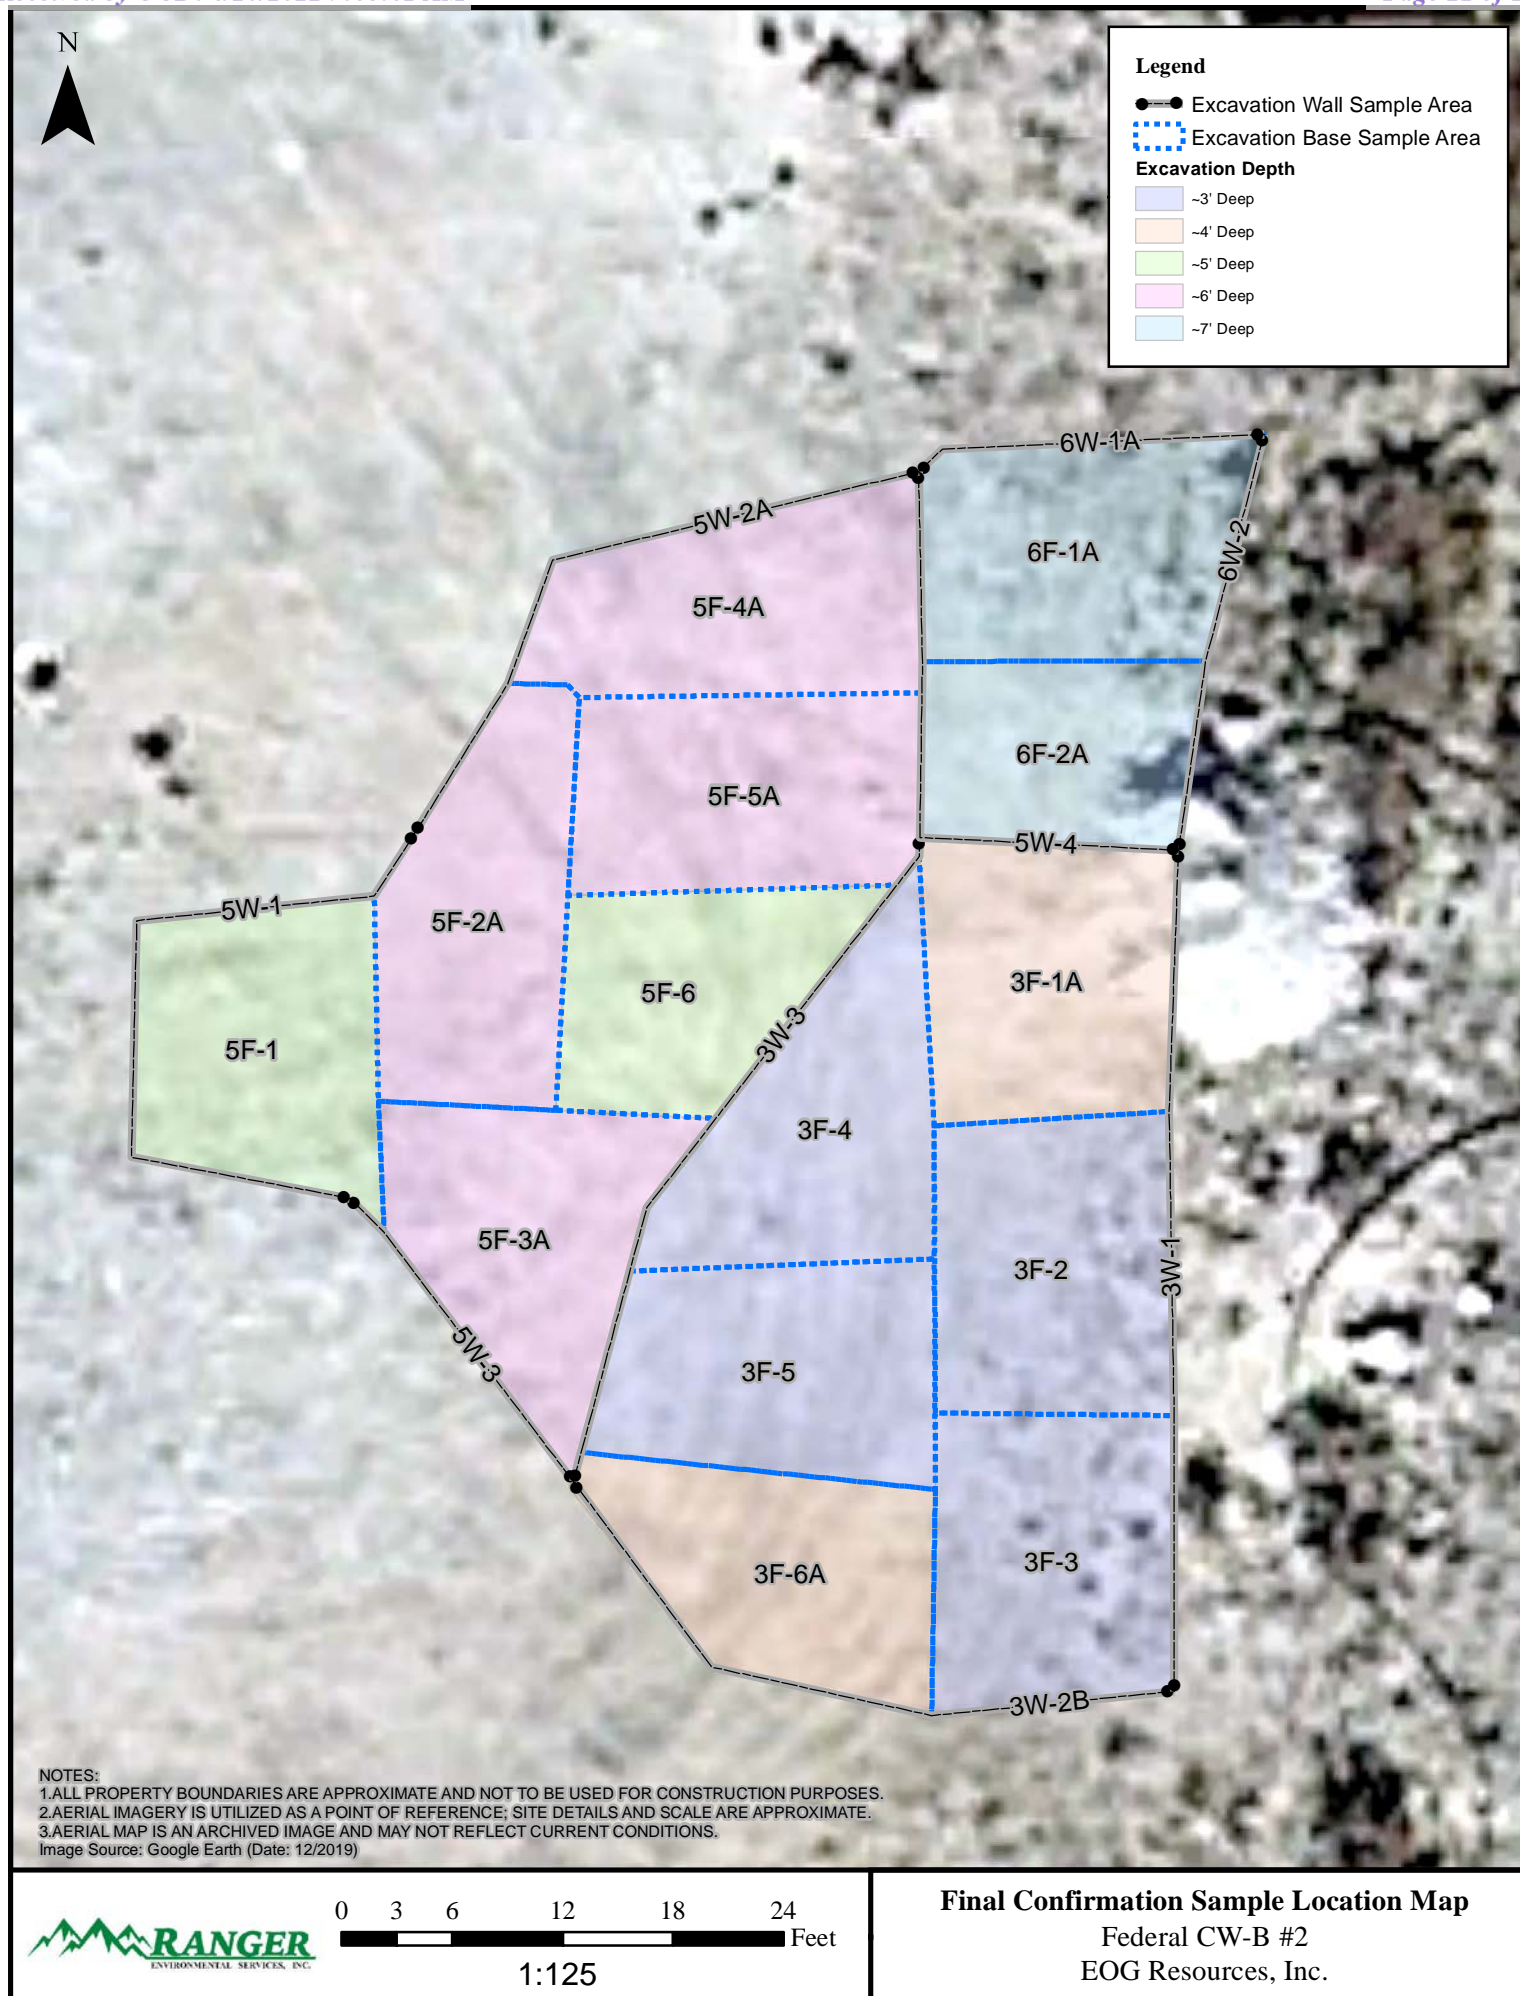 N
Legend
Excavation Wall Sample Area
Excavation Base Sample Area
Excavation Depth
~3' Deep
~4' Deep
~5' Deep
~6' Deep
~7' Deep
6W-1A
5W-2A
6W-2
6F-1A
5F-4A
6F-2A
5F-5A
5W-4
5W-1
5F-2A
3F-1A
5F-6
3W-3
5F-1
3F-4
5F-3A
3F-2
3W-1
5W-3
3F-5
3F-3
3F-6A
3W-2B
NOTES:
1.ALL PROPERTY BOUNDARIES ARE APPROXIMATE AND NOT TO BE USED FOR CONSTRUCTION PURPOSES.
2.AERIAL IMAGERY IS UTILIZED AS A POINT OF REFERENCE; SITE DETAILS AND SCALE ARE APPROXIMATE.
3.AERIAL MAP IS AN ARCHIVED IMAGE AND MAY NOT REFLECT CURRENT CONDITIONS.
Image Source: Google Earth (Date: 12/2019)
RANGER
ENVIRONMENTAL SERVICES, INC.
0 3 6 12 18 24
Feet
1:125
Final Confirmation Sample Location Map
Federal CW-B #2
EOG Resources, Inc.